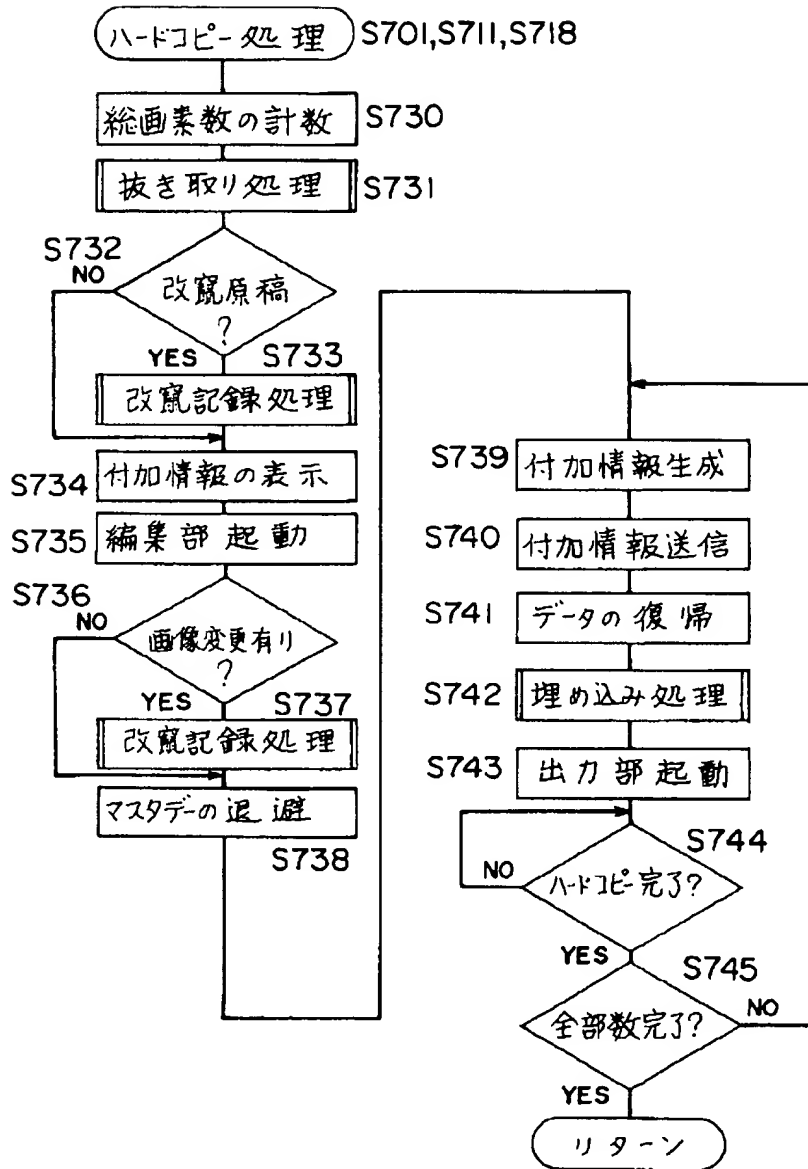 ハードコピー処理 S701,S711,S718
総画素数の計数 S730
抜き取り処理 S731
S732
NO
改竄原稿
?
YES S733
改竄記録処理
S734 付加情報の表示
S735 編集部起動
S736
NO
画像変更有り
?
YES S737
改竄記録処理
マスタデーの退避
S738
S739 付加情報生成
S740 付加情報送信
S741 データの復帰
S742 埋め込み処理
S743 出力部起動
S744
NO ハードコピー完了?
YES S745
全部数完了? NO
YES
リターン